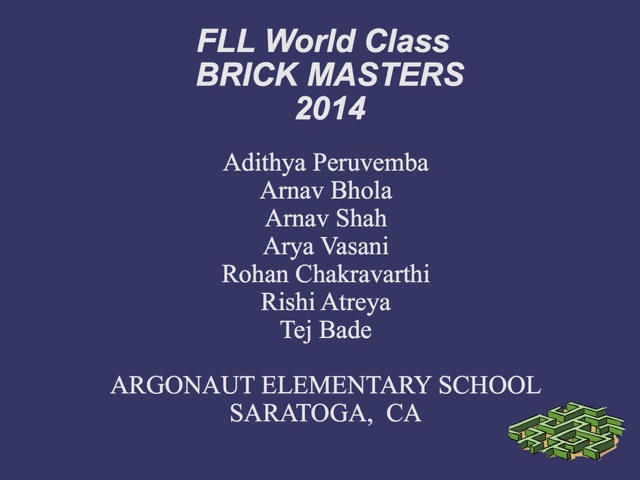 FLL World Class
BRICK MASTERS
2014
Adithya Peruvemba
Arnav Bhola
Arnav Shah
Arya Vasani
Rohan Chakravarthi
Rishi Atreya
Tej Bade
ARGONAUT ELEMENTARY SCHOOL
SARATOGA, CA